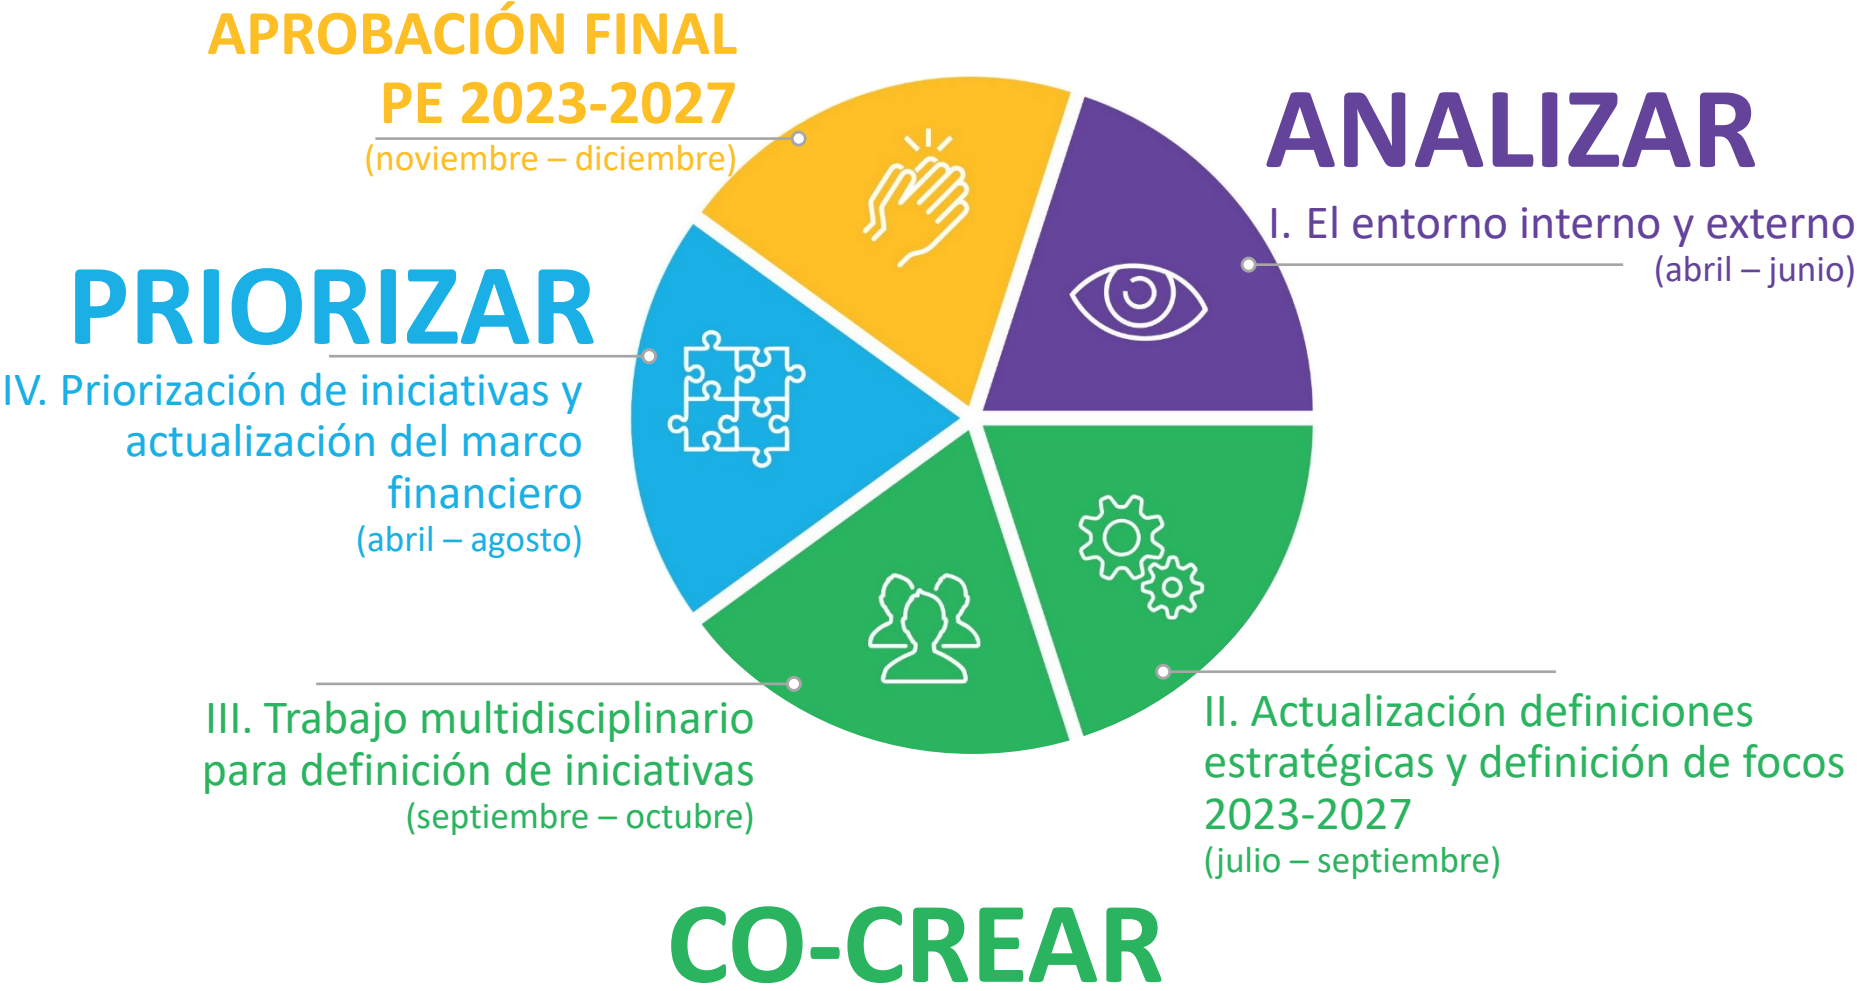 APROBACIÓN FINAL
PE 2023-2027
(noviembre – diciembre)
ANALIZAR
I. El entorno interno y externo
(abril – junio)
PRIORIZAR
IV. Priorización de iniciativas y
actualización del marco
financiero
(abril – agosto)
III. Trabajo multidisciplinario
para definición de iniciativas
(septiembre – octubre)
II. Actualización definiciones
estratégicas y definición de focos
2023-2027
(julio – septiembre)
CO-CREAR